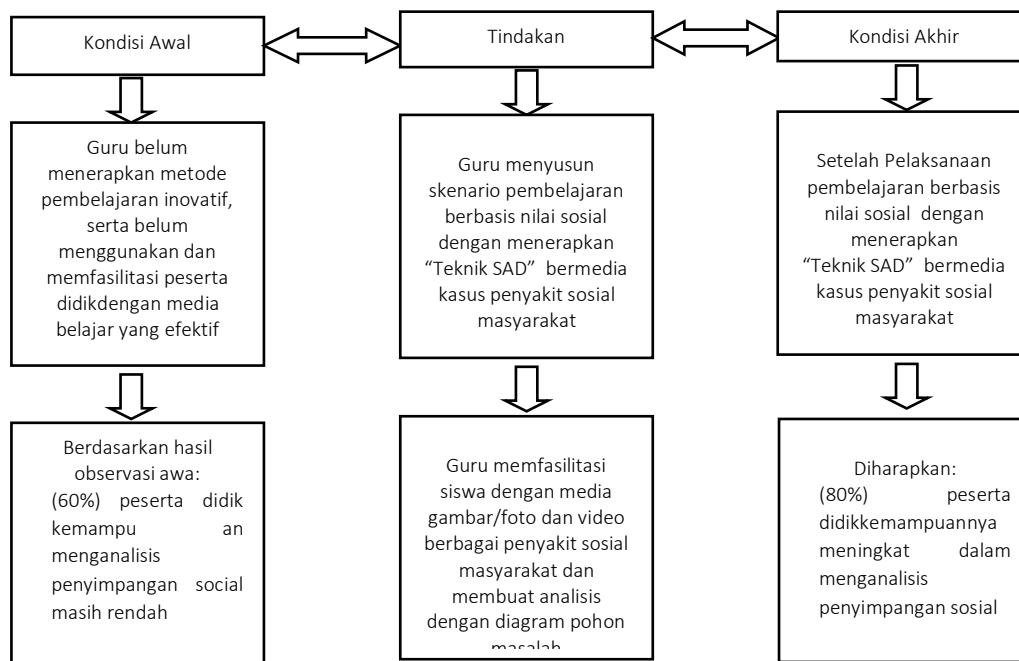 Kondisi Awal
Tindakan
Kondisi Akhir
Guru belum
menerapkan metode
pembelajaran inovatif,
serta belum
menggunakan dan
memfasilitasi peserta
didikdengan media
belajar yang efektif
Guru menyusun
skenario pembelajaran
berbasis nilai sosial
dengan menerapkan
“Teknik SAD” bermedia
kasus penyakit sosial
masyarakat
Setelah Pelaksanaan
pembelajaran berbasis
nilai sosial dengan
menerapkan
“Teknik SAD” bermedia
kasus penyakit sosial
masyarakat
Berdasarkan hasil
observasi awa:
(60%) peserta didik
kemampu an
menganalisis
penyimpangan social
masih rendah
Guru memfasilitasi
siswa dengan media
gambar/foto dan video
berbagai penyakit sosial
masyarakat dan
membuat analisis
dengan diagram pohon
masalah
Diharapkan:
(80%) peserta
didikkemampuannya
meningkat dalam
menganalisis
penyimpangan sosial